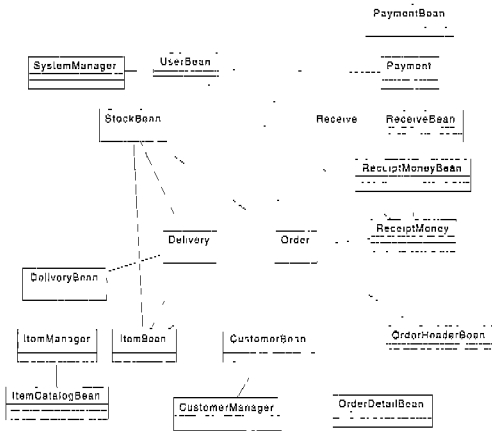 PaymentBean
SystemManager
UserBean
Payment
StockBean
Receive
ReceiveBean
ReceiptMoneyBean
Delivery
Order
ReceiptMoney
DeliveryBean
ItemManager
ItemBean
CustomerBean
OrderHeaderBean
ItemCatalogBean
CustomerManager
OrderDetailBean